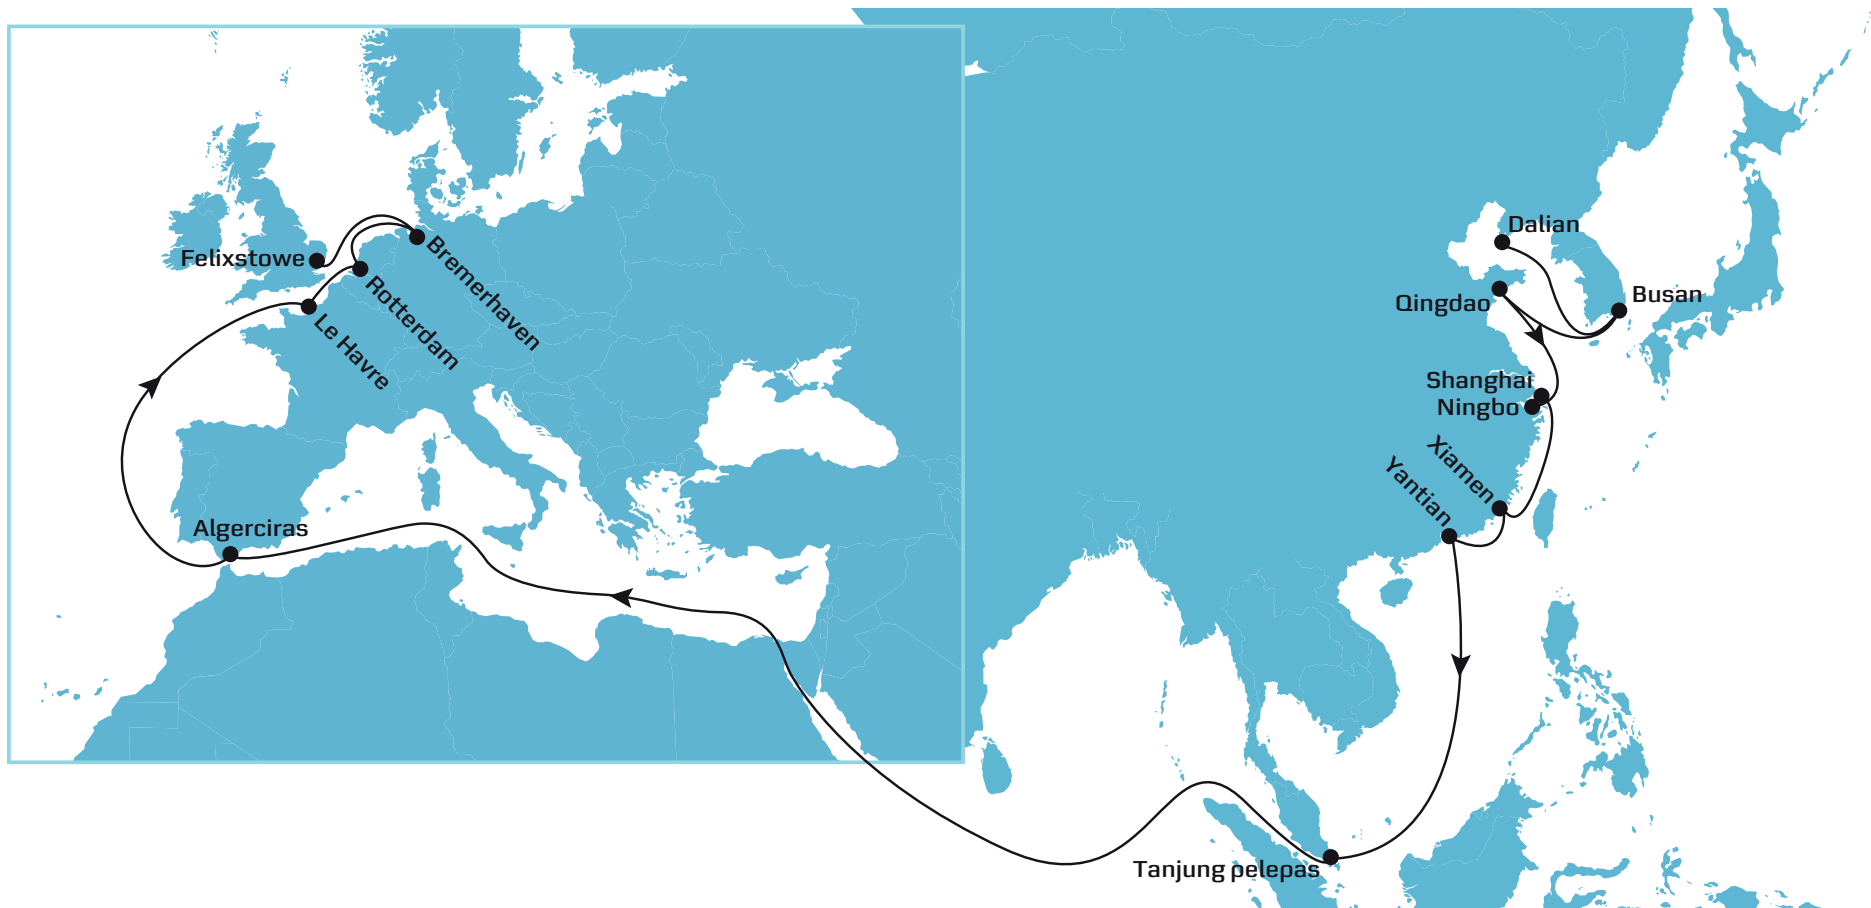 Felixstowe
Bremerhaven
Rotterdam
Le Havre
Algerciras
Dalian
Busan
Qingdao
Shanghai
Ningbo
Xiamen
Yantian
Tanjung pelepas